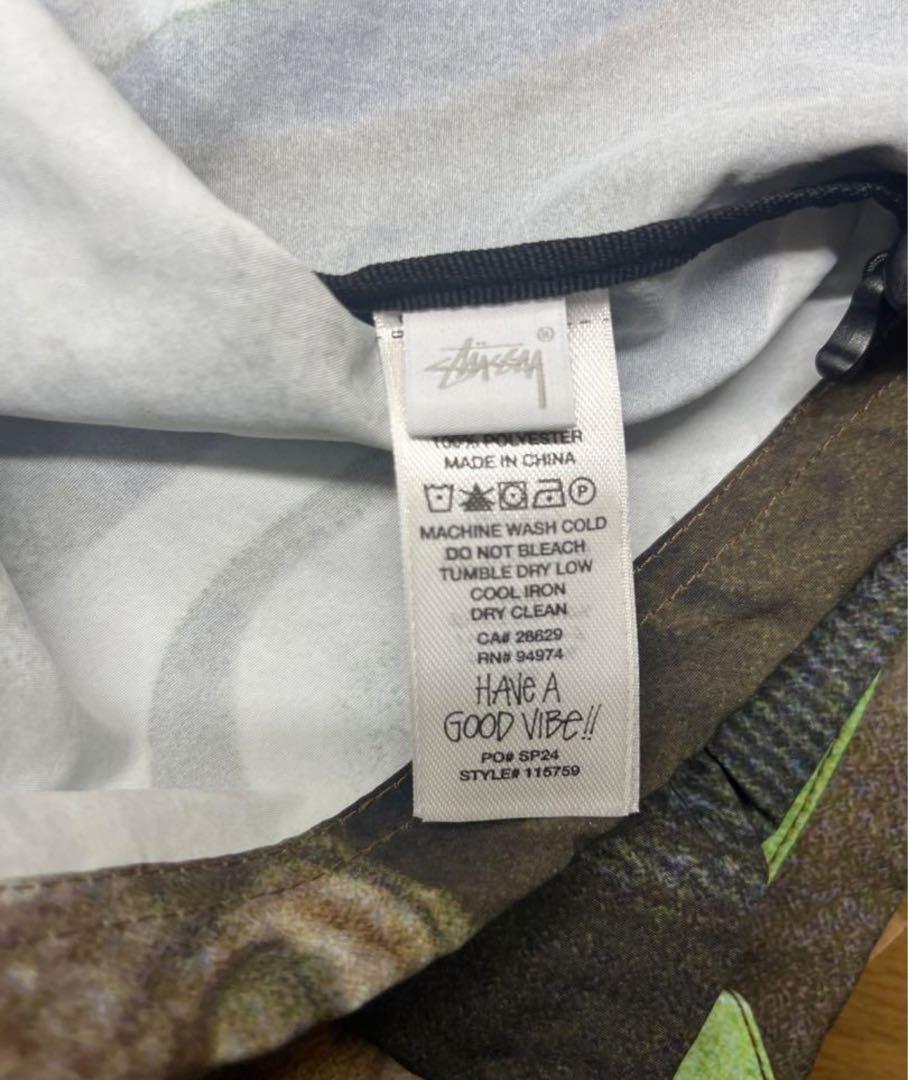 STÜSSY®
100% POLYESTER
MADE IN CHINA
P
MACHINE WASH COLD
DO NOT BLEACH
TUMBLE DRY LOW
COOL IRON
DRY CLEAN
CA# 28629
RN# 94974
HAVE A
GOOD VIBE!!
PO# SP24
STYLE# 115759